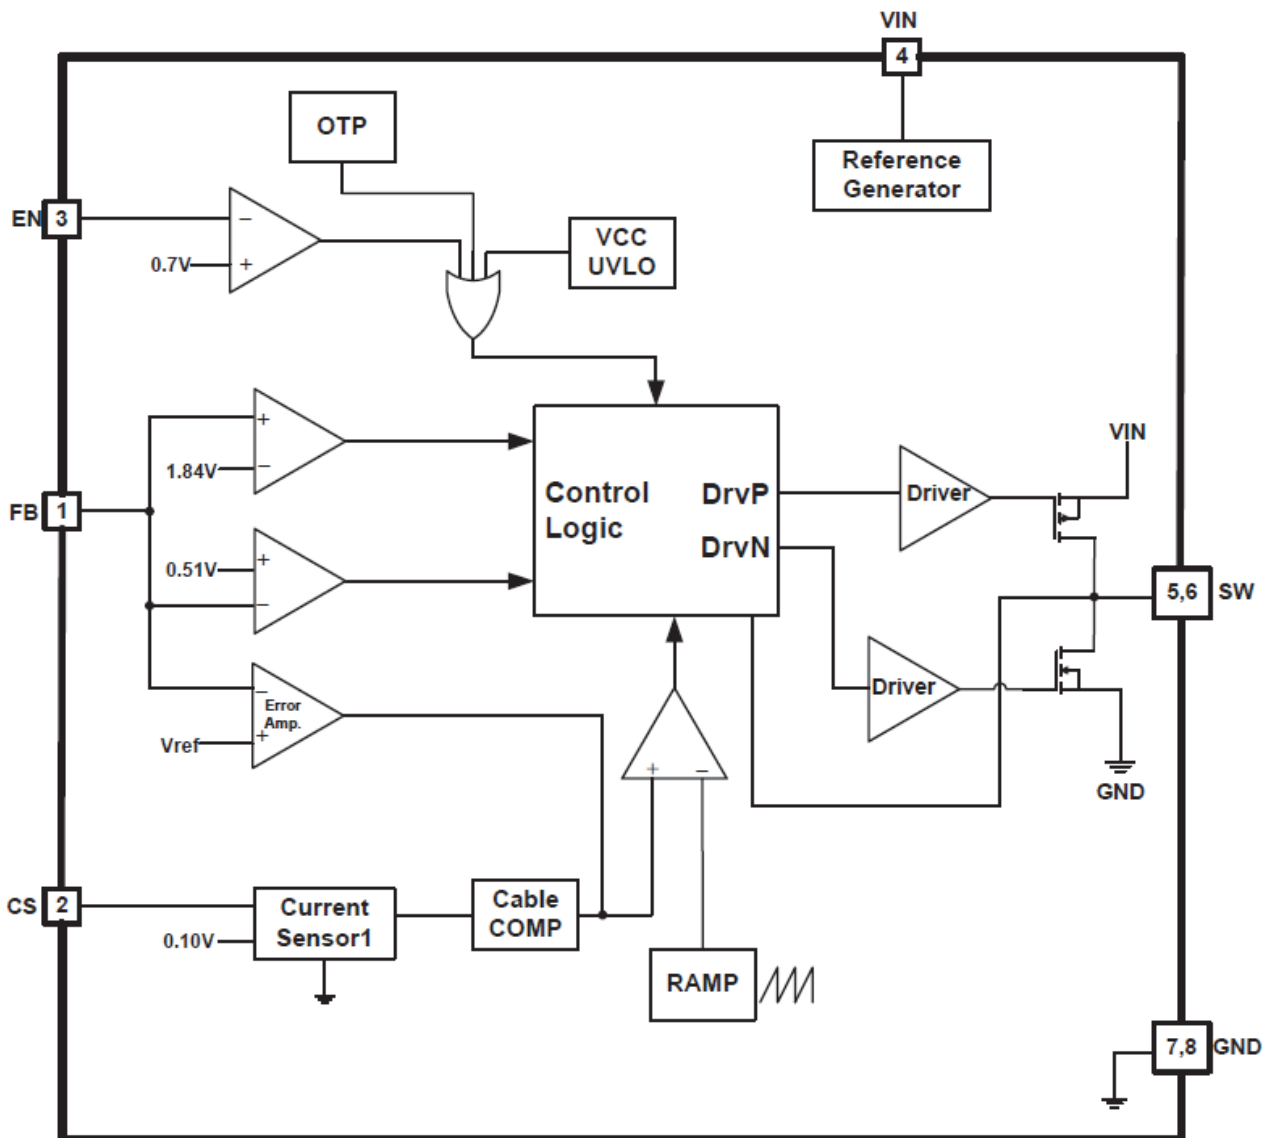 VIN
4
OTP
Reference
Generator
EN 3
−
0.7V
+
VCC
UVLO
+
1.84V
−
FB 1
Control
Logic
DrvP
DrvN
Driver
VIN
0.51V
+
−
5,6 SW
−
Error
Amp.
Vref
+
Driver
+ −
GND
CS 2
0.10V
Current
Sensor1
Cable
COMP
RAMP
7,8 GND